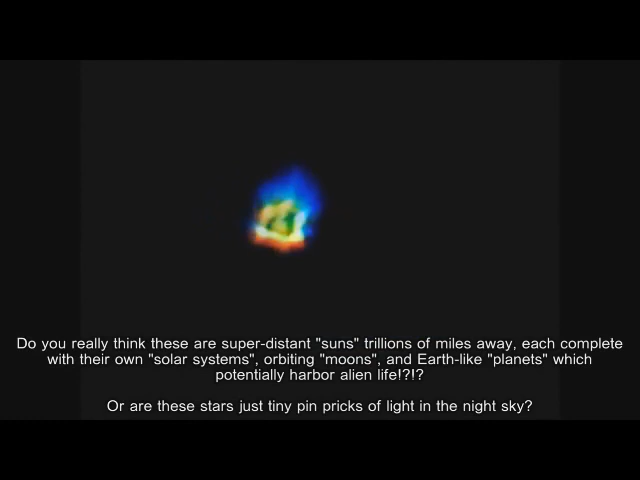 Do you really think these are super-distant "suns" trillions of miles away, each complete
with their own "solar systems", orbiting "moons", and Earth-like "planets" which
potentially harbor alien life!?!?
Or are these stars just tiny pin pricks of light in the night sky?